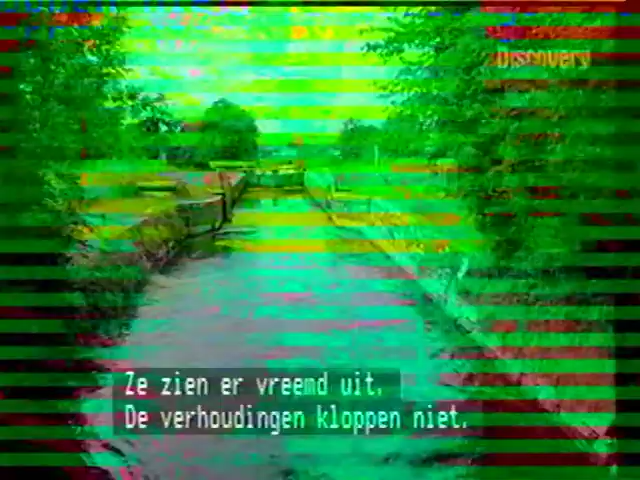 Discovery
Ze zien er vreemd uit.
De verhoudingen kloppen niet.